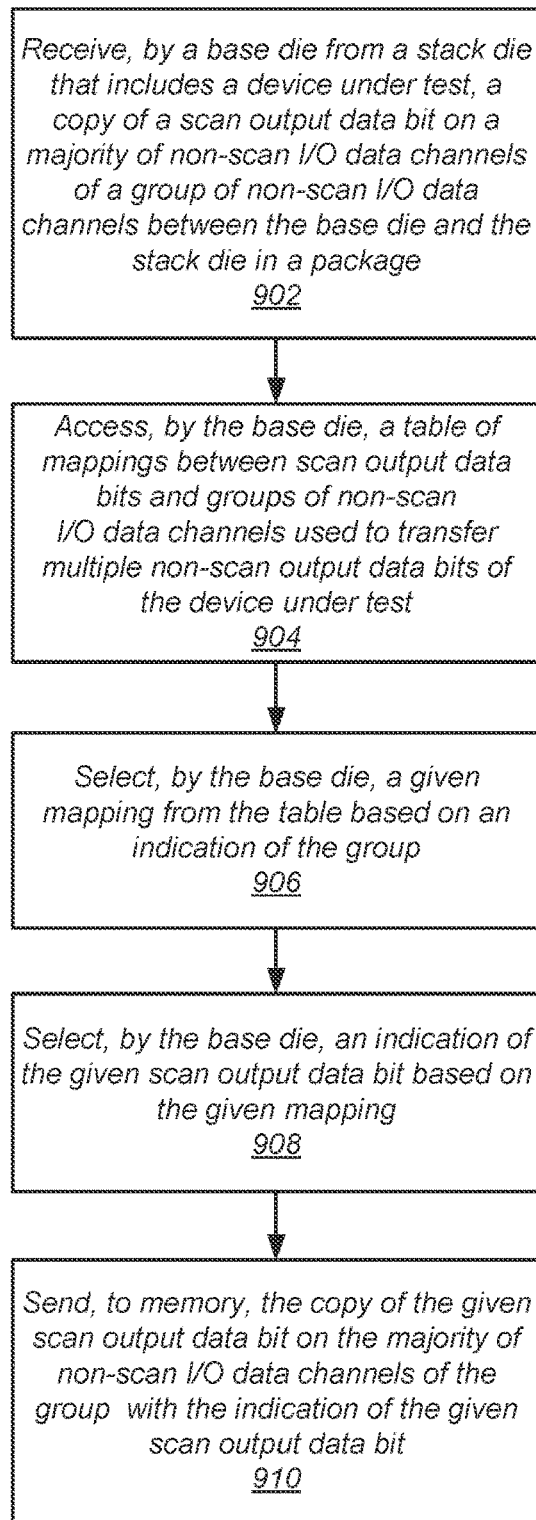 Receive, by a base die from a stack die
that includes a device under test, a
copy of a scan output data bit on a
majority of non-scan I/O data channels
of a group of non-scan I/O data
channels between the base die and the
stack die in a package
902
Access, by the base die, a table of
mappings between scan output data
bits and groups of non-scan
I/O data channels used to transfer
multiple non-scan output data bits of
the device under test
904
Select, by the base die, a given
mapping from the table based on an
indication of the group
906
Select, by the base die, an indication of
the given scan output data bit based on
the given mapping
908
Send, to memory, the copy of the given
scan output data bit on the majority of
non-scan I/O data channels of the
group with the indication of the given
scan output data bit
910